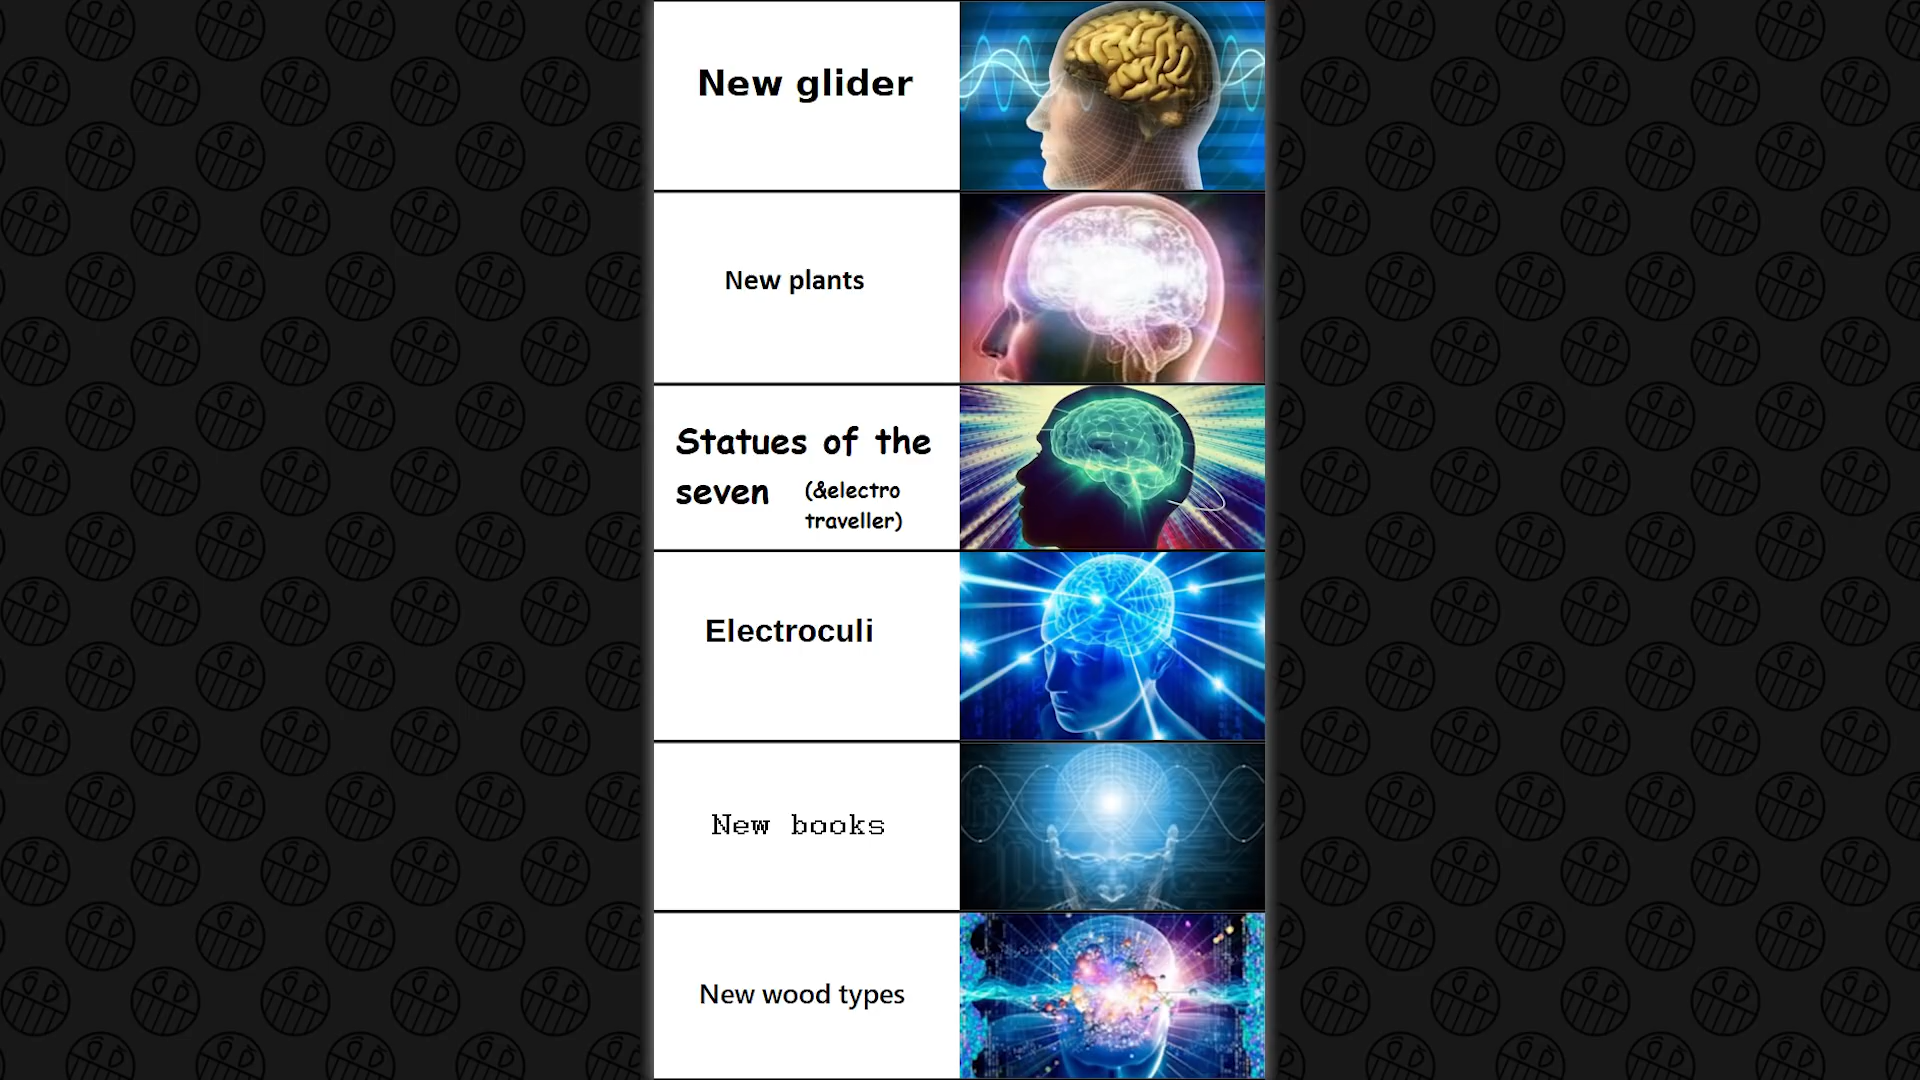 New glider
New plants
Statues of the
seven (&electro
traveller)
Electroculi
New books
New wood types